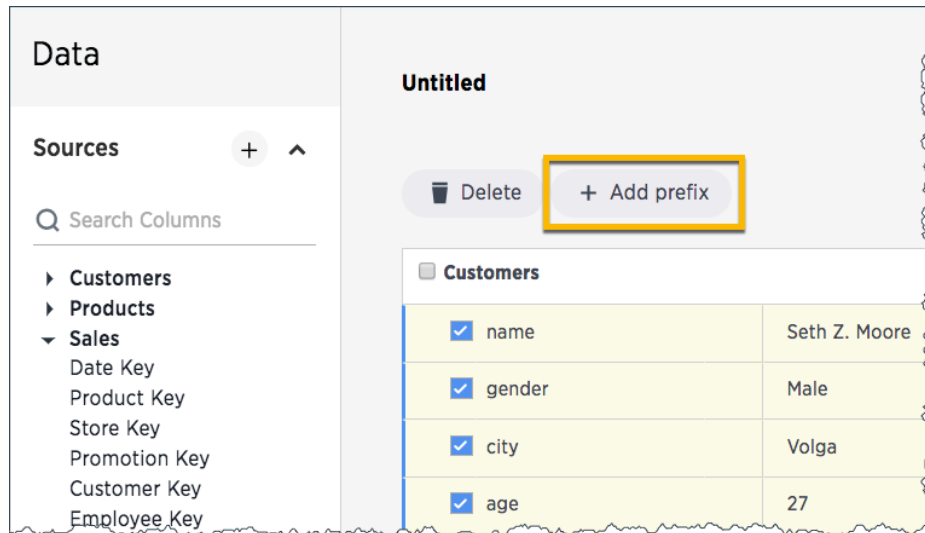 Data
Sources
Search Columns
Customers
Products
Sales
Date Key
Product Key
Store Key
Promotion Key
Customer Key
Employee Key
Untitled
Delete
+ Add prefix
Customers
name Seth Z. Moore
gender Male
city Volga
age 27